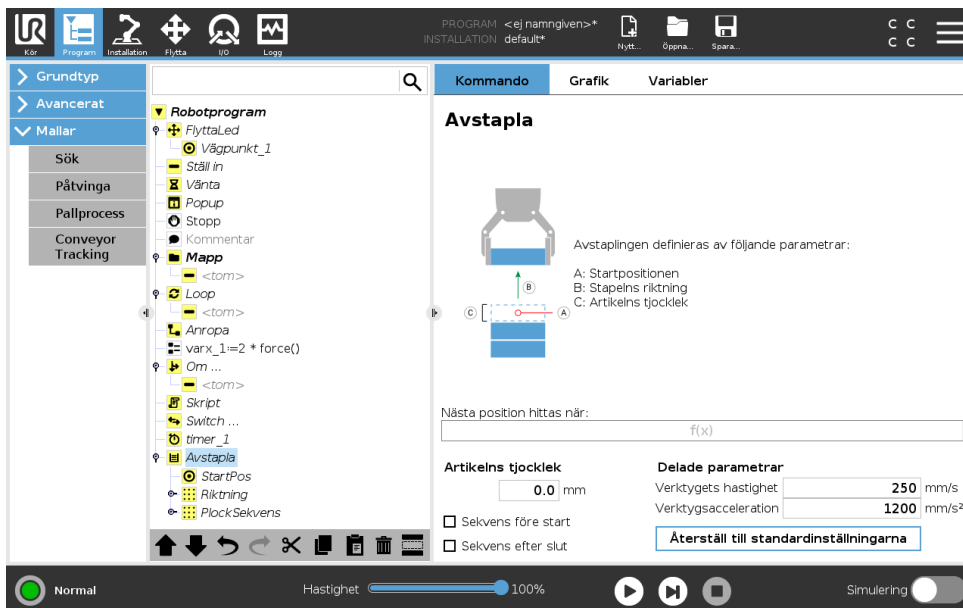 PROGRAM <ej namngiven>*
INSTALLATION default*
Kör
Program
Installation
Flytta
I/O
Logg
Nytt...
Öppna...
Spara...
C C
C C
Grundtyp
Avancerat
Mallar
Sök
Påtvinga
Pallprocess
Conveyor
Tracking
Robotprogram
FlyttaLed
Vägpunkt_1
Ställ in
Vänta
Popup
Stopp
Kommentar
Mapp
<tom>
Loop
<tom>
Anropa
varx_1:=2 * force()
Om ...
<tom>
Skript
Switch ...
timer_1
Avstapla
StartPos
Riktning
PlockSekvens
Kommando
Grafik
Variabler
Avstapla
Avstaplingen definieras av följande parametrar:
A: Startpositionen
B: Stapelns riktning
C: Artikelns tjocklek
B
C
A
Nästa position hittas när:
f(x)
Artikelns tjocklek
0.0 mm
Sekvens före start
Sekvens efter slut
Delade parametrar
Verktygets hastighet 250 mm/s
Verktygsacceleration 1200 mm/s²
Återställ till standardinställningarna
Normal
Hastighet
100%
Simulering